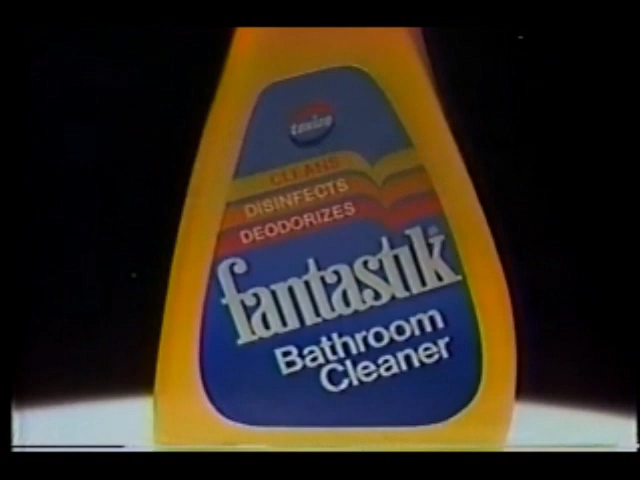 texize
CLEANS
DISINFECTS
DEODORIZES
fantastik®
Bathroom
Cleaner